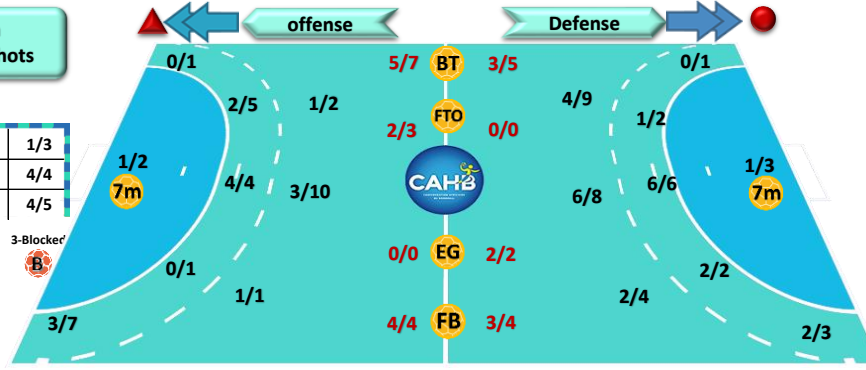 offense
Defense
hots
0/1
5/7
BT
3/5
0/1
2/5
1/2
4/9
FTO
1/2
2/3
0/0
1/3
4/4
4/5
1/2
7m
4/4
3/10
CAHB
6/8
6/6
1/3
7m
3-Blocked
B
0/1
0/0
EG
2/2
2/2
1/1
2/4
3/7
4/4
FB
3/4
2/3